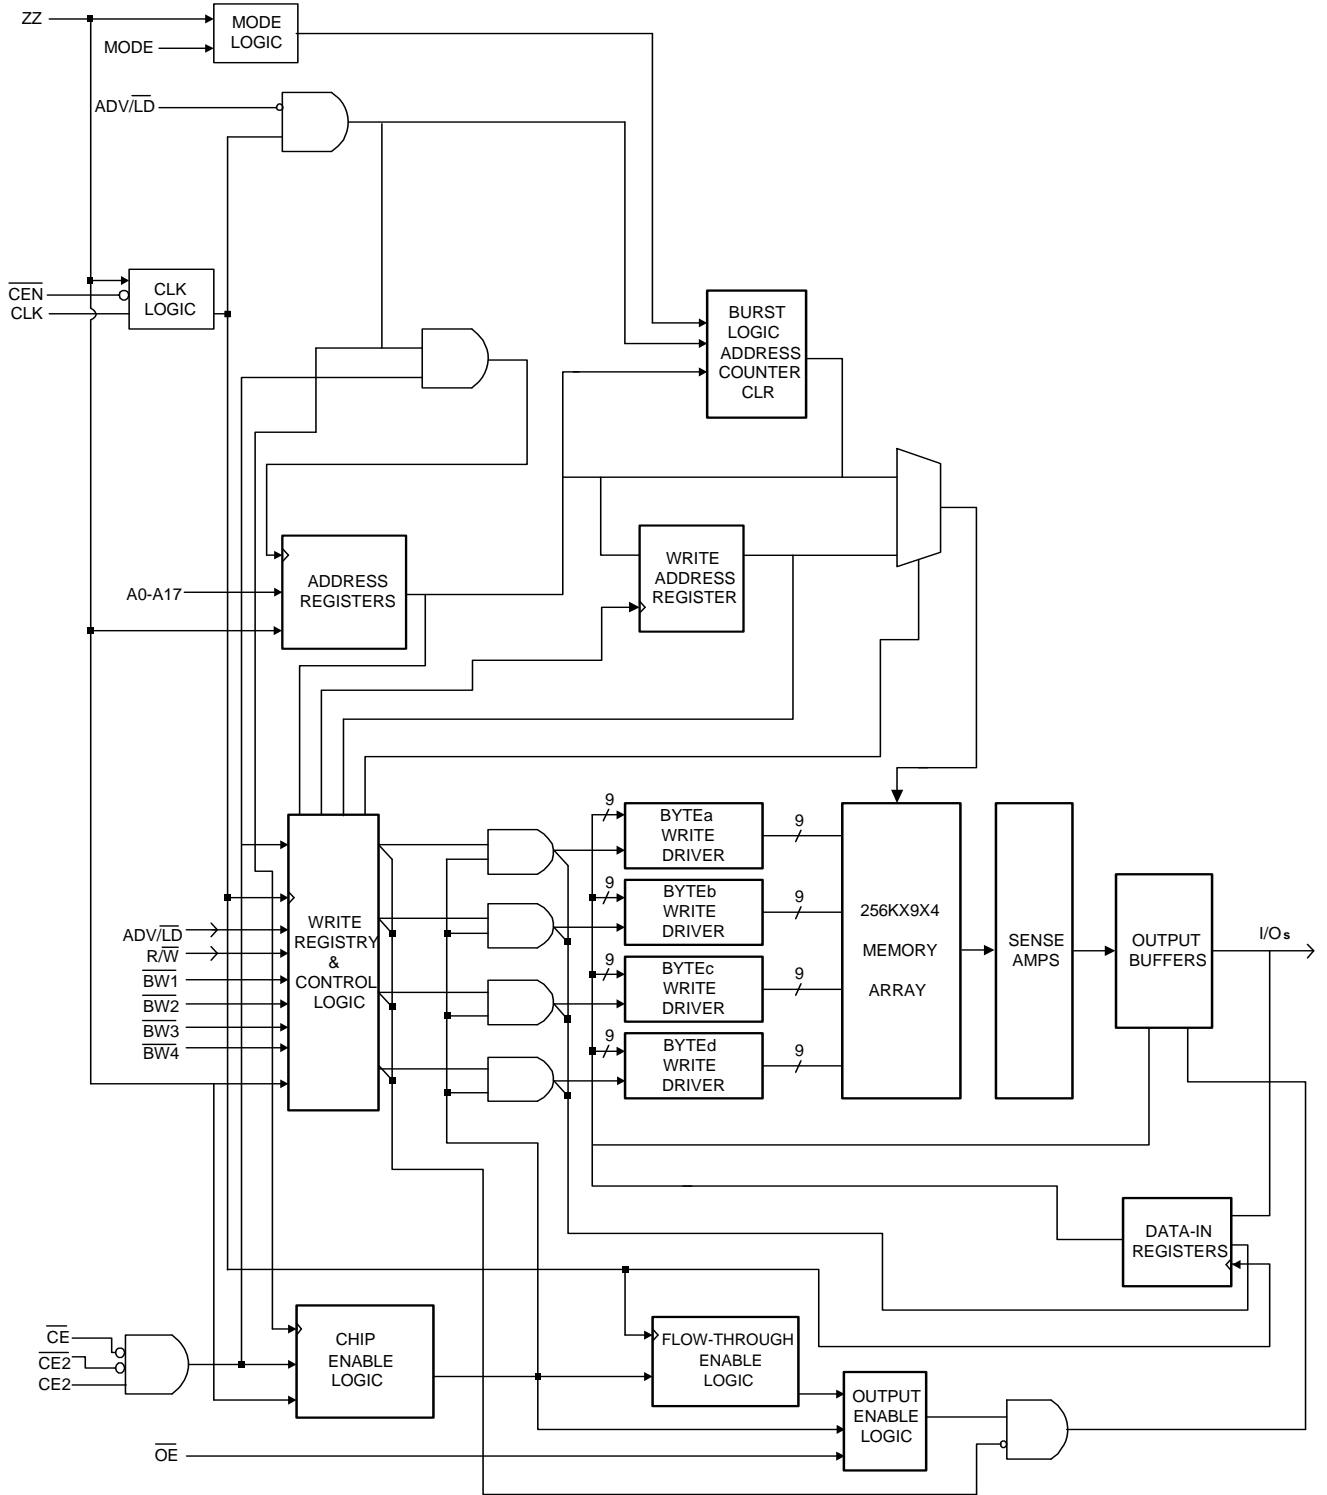 ZZ
MODE
LOGIC
MODE
ADV/LD
CEN
CLK
CLK
LOGIC
BURST
LOGIC
ADDRESS
COUNTER
CLR
ADDRESS
REGISTERS
A0-A17
WRITE
ADDRESS
REGISTER
9
BYTEa
WRITE
DRIVER
9
9
BYTEb
WRITE
DRIVER
9
9
BYTEc
WRITE
DRIVER
9
9
BYTEd
WRITE
DRIVER
9
256KX9X4
MEMORY
ARRAY
SENSE
AMPS
OUTPUT
BUFFERS
I/Os
ADV/LD
R/W
BW1
BW2
BW3
BW4
WRITE
REGISTRY
&
CONTROL
LOGIC
DATA-IN
REGISTERS
CE
CE2
CE2
CHIP
ENABLE
LOGIC
FLOW-THROUGH
ENABLE
LOGIC
OUTPUT
ENABLE
LOGIC
OE